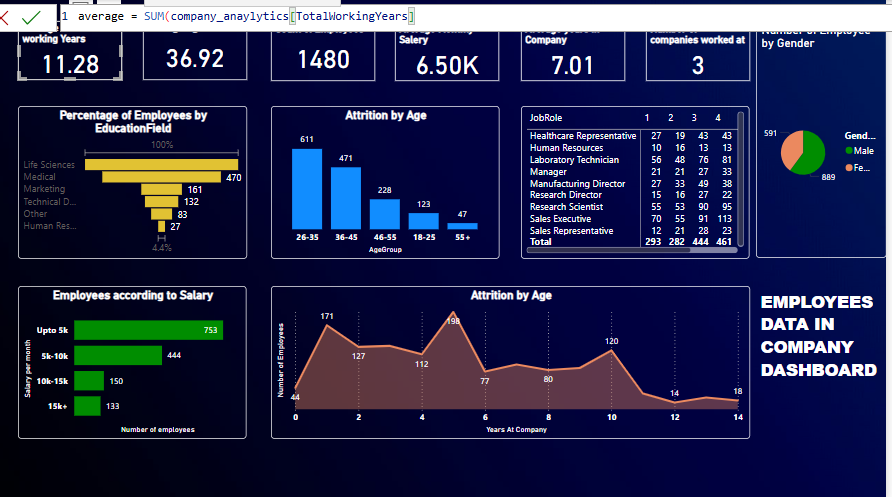 1 average = SUM(company_anaylytics[TotalWorkingYears]
working Years
11.28
36.92
1480
6.50K
Company
7.01
companies worked at
3
Number of Employee
by Gender
591
889
Gend...
Male
Fe...
Percentage of Employees by
EducationField
100%
Life Sciences
Medical 470
Marketing 161
Technical D... 132
Other 83
Human Res... 27
4.4%
Attrition by Age
611
471
228
123
47
26-35 36-45 46-55 18-25 55+
AgeGroup
JobRole 1 2 3 4
Healthcare Representative 27 19 43 43
Human Resources 10 16 13 13
Laboratory Technician 56 48 76 81
Manager 21 21 27 33
Manufacturing Director 27 33 49 38
Research Director 15 16 27 22
Research Scientist 55 53 90 95
Sales Executive 70 55 91 113
Sales Representative 12 21 28 23
Total 293 282 444 461
Employees according to Salary
Salary per month
Upto 5k 753
5k-10k 444
10k-15k 150
15k+ 133
Number of employees
Attrition by Age
Number of Employees
44
171
127
112
198
77
80
120
14
18
0 2 4 6 8 10 12 14
Years At Company
EMPLOYEES
DATA IN
COMPANY
DASHBOARD